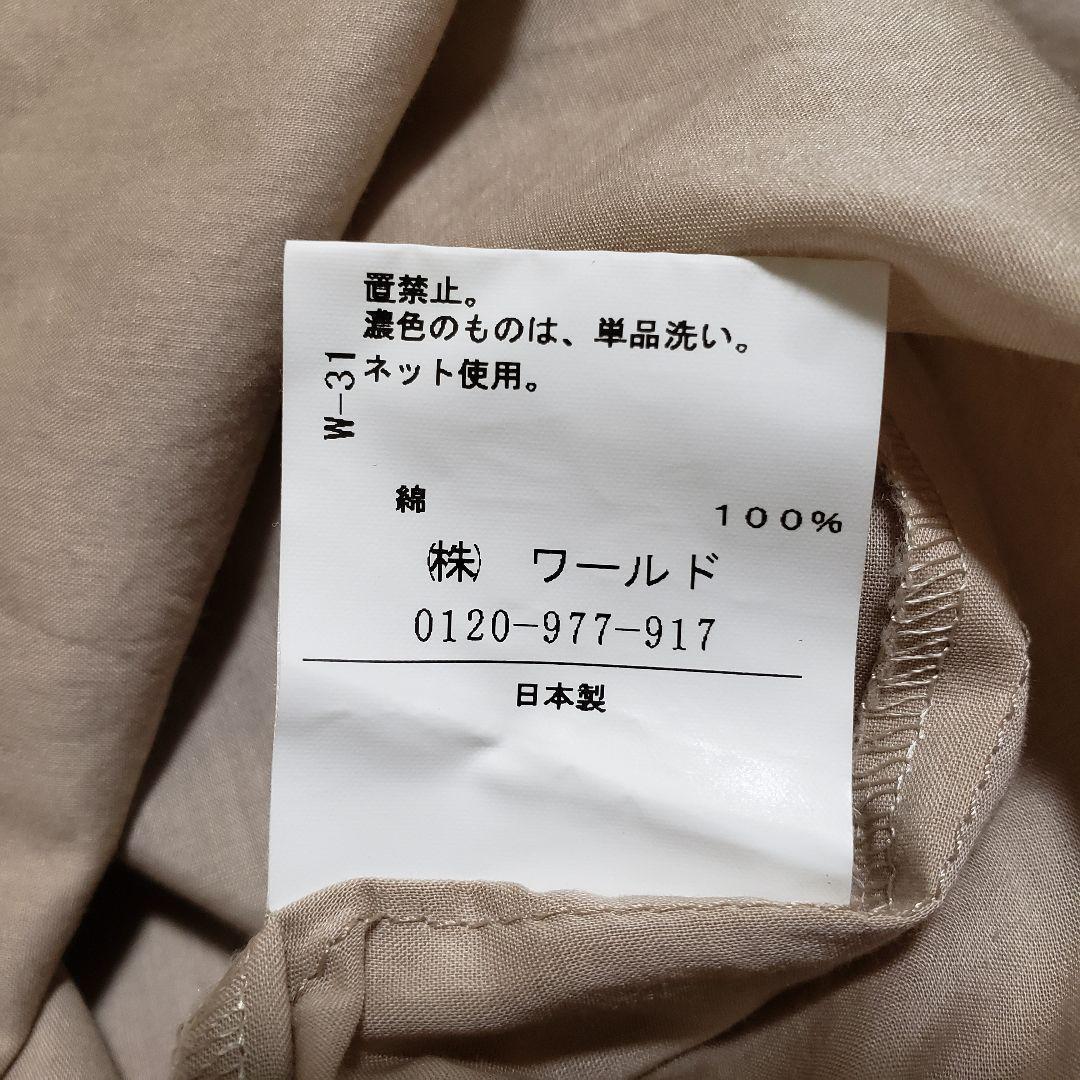 置禁止。
濃色のものは、単品洗い。
ネット使用。
W-31
綿 100%
㈱ ワールド
0120-977-917
日本製